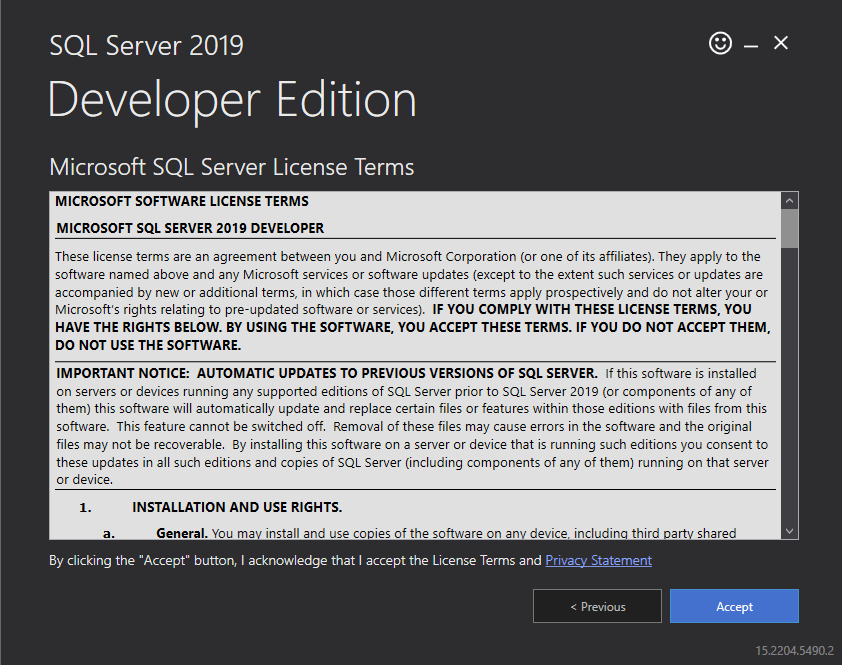 SQL Server 2019
Developer Edition
Microsoft SQL Server License Terms
MICROSOFT SOFTWARE LICENSE TERMS
MICROSOFT SQL SERVER 2019 DEVELOPER
These license terms are an agreement between you and Microsoft Corporation (or one of its affiliates). They apply to the
software named above and any Microsoft services or software updates (except to the extent such services or updates are
accompanied by new or additional terms, in which case those different terms apply prospectively and do not alter your or
Microsoft's rights relating to pre-updated software or services). IF YOU COMPLY WITH THESE LICENSE TERMS, YOU
HAVE THE RIGHTS BELOW. BY USING THE SOFTWARE, YOU ACCEPT THESE TERMS. IF YOU DO NOT ACCEPT THEM,
DO NOT USE THE SOFTWARE.
IMPORTANT NOTICE: AUTOMATIC UPDATES TO PREVIOUS VERSIONS OF SQL SERVER. If this software is installed
on servers or devices running any supported editions of SQL Server prior to SQL Server 2019 (or components of any of
them) this software will automatically update and replace certain files or features within those editions with files from this
software. This feature cannot be switched off. Removal of these files may cause errors in the software and the original
files may not be recoverable. By installing this software on a server or device that is running such editions you consent to
these updates in all such editions and copies of SQL Server (including components of any of them) running on that server
or device.
1. INSTALLATION AND USE RIGHTS.
a. General. You may install and use copies of the software on any device, including third party shared
By clicking the "Accept" button, I acknowledge that I accept the License Terms and Privacy Statement
< Previous
Accept
15.2204.5490.2